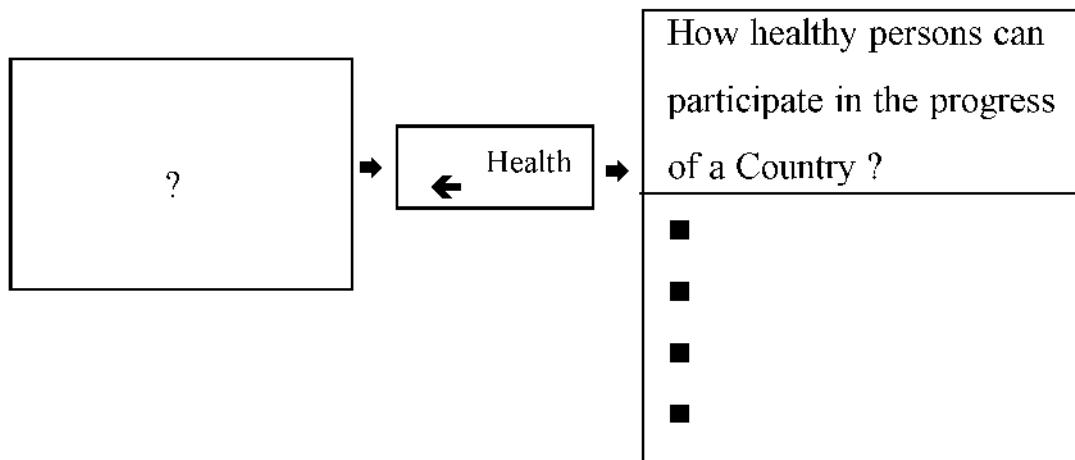 ?
Health
How healthy persons can
participate in the progress
of a Country ?